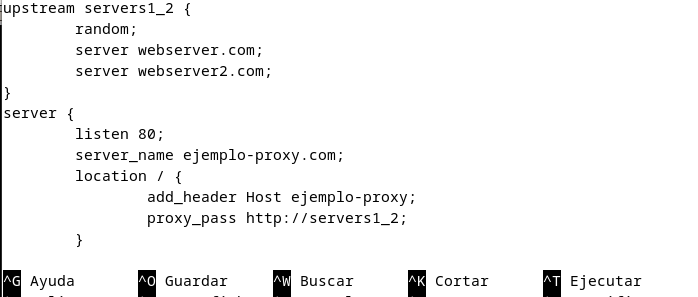 upstream servers1_2 {
random;
server webserver.com;
server webserver2.com;
}
server {
listen 80;
server_name ejemplo-proxy.com;
location / {
add_header Host ejemplo-proxy;
proxy_pass http://servers1_2;
}
^G Ayuda ^O Guardar ^W Buscar ^K Cortar ^T Ejecutar